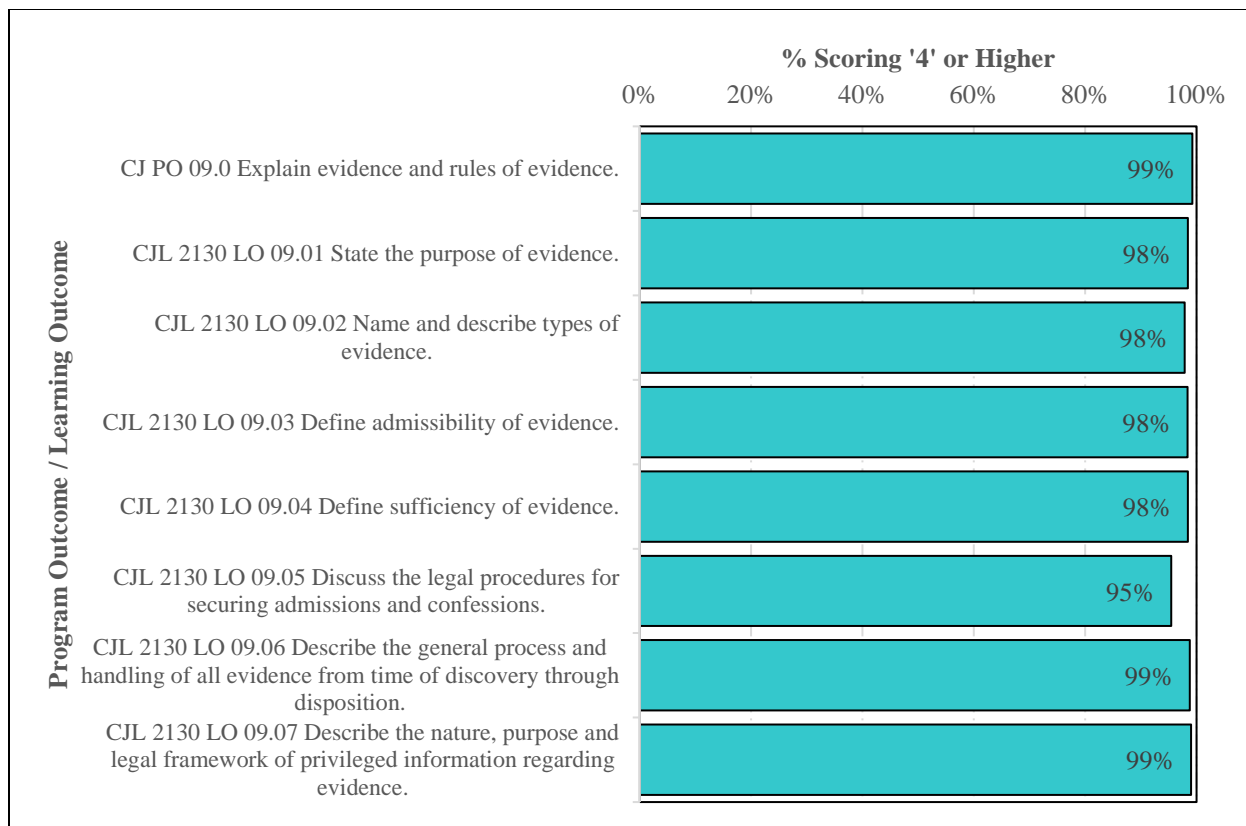 % Scoring '4' or Higher
0% 20% 40% 60% 80% 100%
Program Outcome / Learning Outcome
CJ PO 09.0 Explain evidence and rules of evidence.
99%
CJL 2130 LO 09.01 State the purpose of evidence.
98%
CJL 2130 LO 09.02 Name and describe types of
evidence.
98%
CJL 2130 LO 09.03 Define admissibility of evidence.
98%
CJL 2130 LO 09.04 Define sufficiency of evidence.
98%
CJL 2130 LO 09.05 Discuss the legal procedures for
securing admissions and confessions.
95%
CJL 2130 LO 09.06 Describe the general process and
handling of all evidence from time of discovery through
disposition.
99%
CJL 2130 LO 09.07 Describe the nature, purpose and
legal framework of privileged information regarding
evidence.
99%